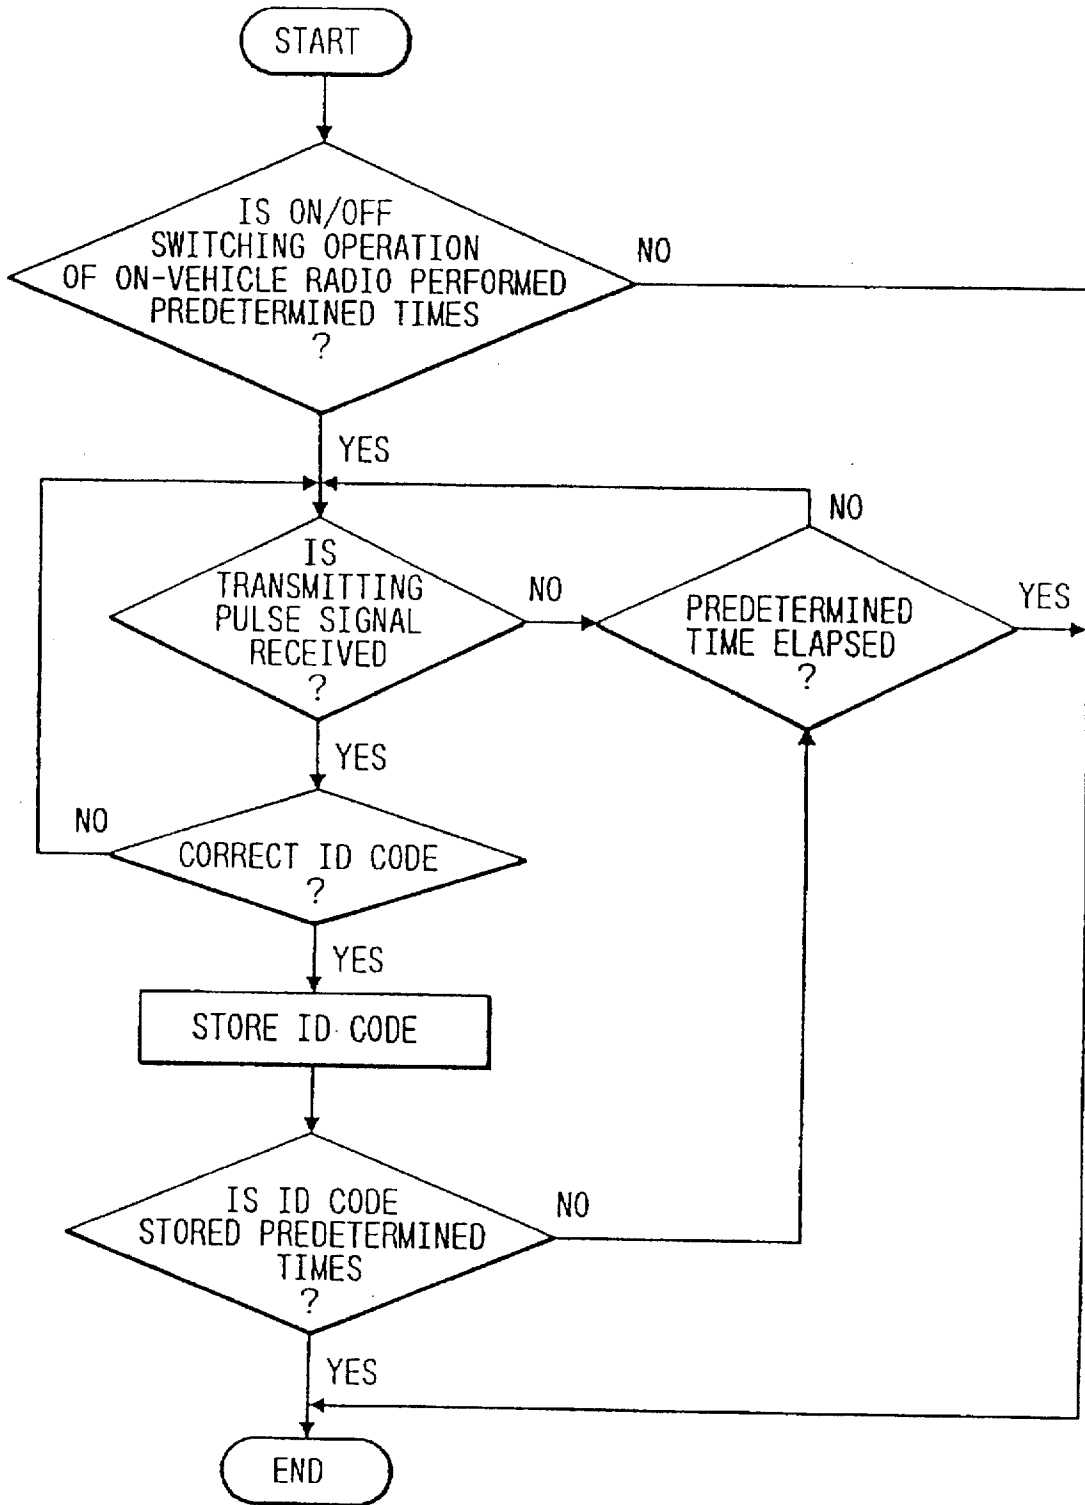 START
IS ON/OFF
SWITCHING OPERATION
OF ON-VEHICLE RADIO PERFORMED
PREDETERMINED TIMES
?
NO
YES
NO
IS
TRANSMITTING
PULSE SIGNAL
RECEIVED
?
NO
PREDETERMINED
TIME ELAPSED
?
YES
YES
NO
CORRECT ID CODE
?
YES
STORE ID CODE
IS ID CODE
STORED PREDETERMINED
TIMES
?
NO
YES
END